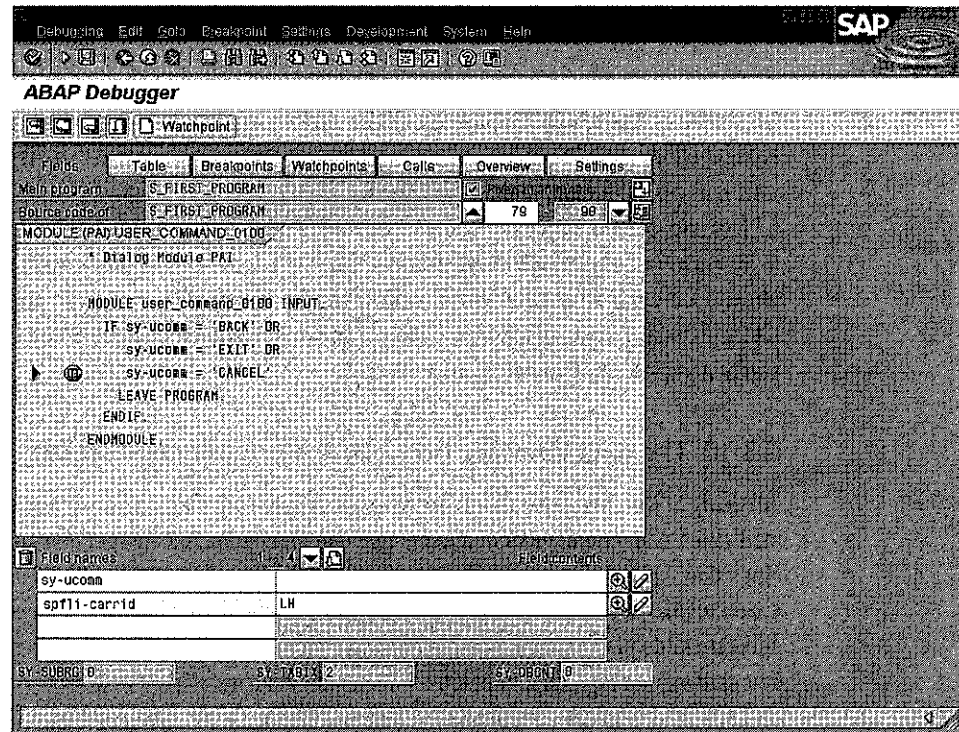 Debugging Edit Goto Breakpoint Settings Development System Help
SAP
ABAP Debugger
Watchpoint
Fields Table Breakpoints Watchpoints Calls Overview Settings
Main program S_FIRST_PROGRAM
Source code of S_FIRST_PROGRAM 79 - 90
MODULE (PAI) USER_COMMAND_0100
* Dialog Module PAI
MODULE user_command_0100 INPUT.
IF sy-ucomm = 'BACK' OR
sy-ucomm = 'EXIT' OR
sy-ucomm = 'CANCEL'.
LEAVE PROGRAM.
ENDIF.
ENDMODULE.
Field names 1 - 4 Field contents
sy-ucomm
spfli-carrid LH
SY-SUBRC 0 SY-TABIX 2 SY-DBCNT 0